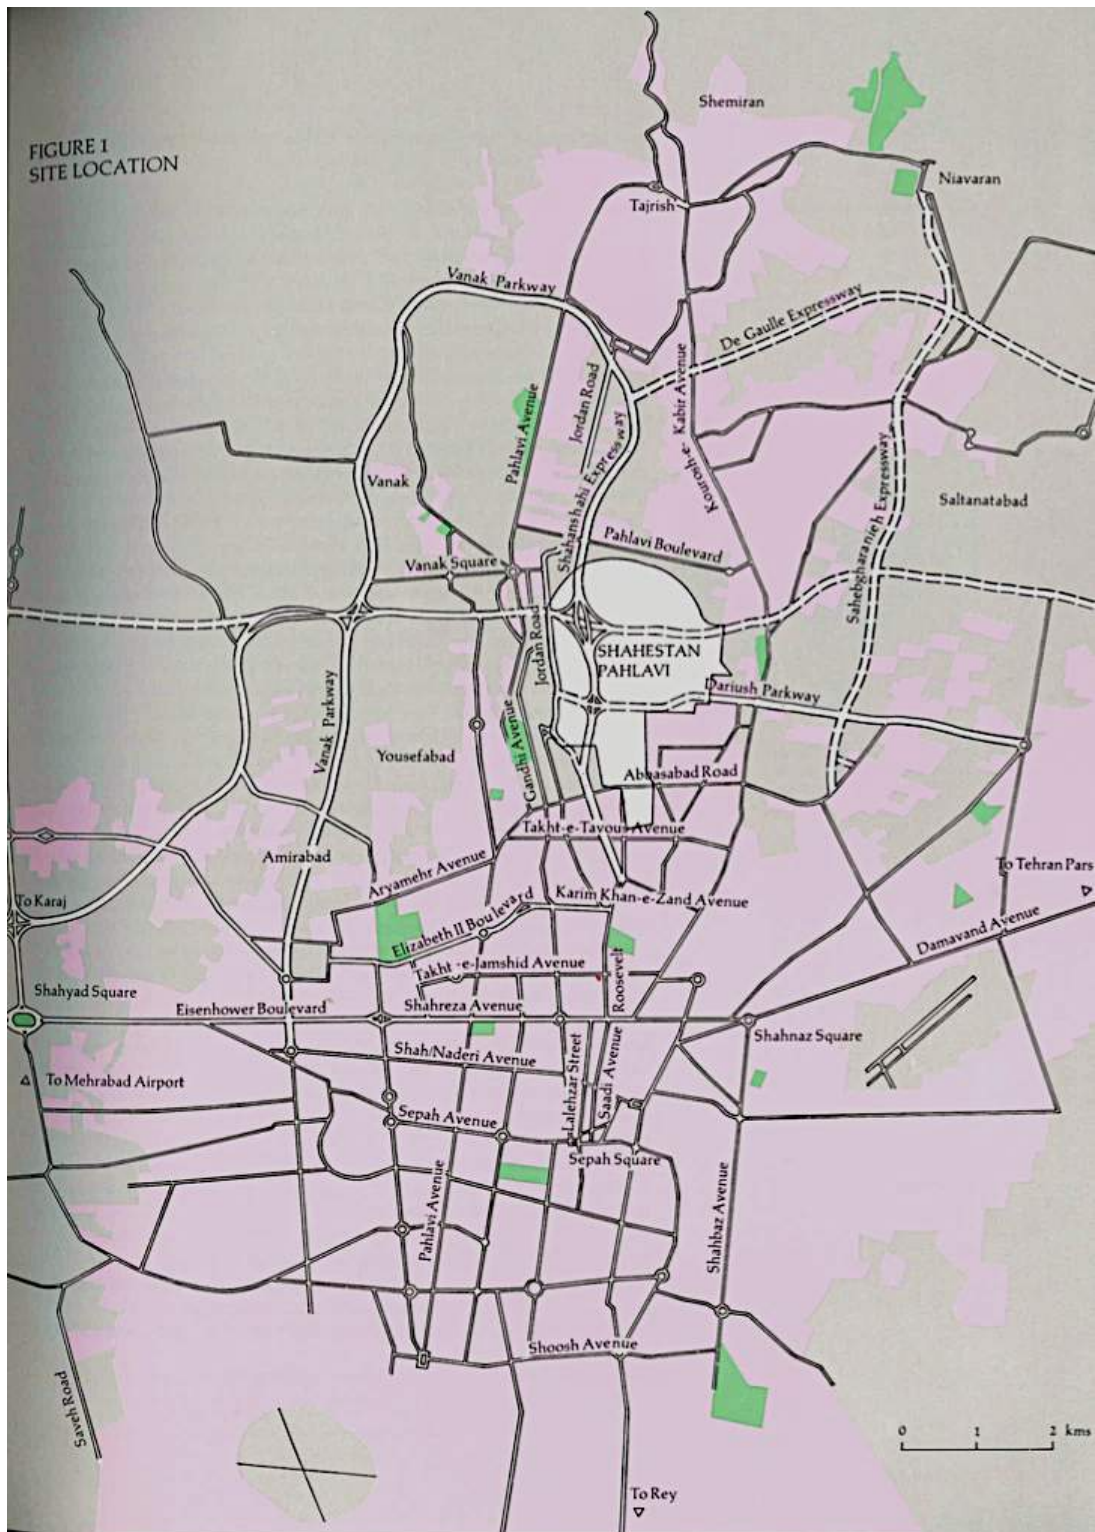 FIGURE 1
SITE LOCATION
Shemiran
Niavaran
Tajrish
Vanak Parkway
De Gaulle Expressway
Kabir Avenue
Kourosh-e-
Jordan Road
Pahlavi Avenue
Shahanshahi Expressway
Vanak
Saltanatabad
Sahebgharanieh Expressway
Pahlavi Boulevard
Vanak Square
Jordan Road
SHAHESTAN
PAHLAVI
Dariush Parkway
Vanak Parkway
Gandhi Avenue
Yousefabad
Abbasabad Road
Takht-e-Tavous Avenue
Amirabad
Aryamehr Avenue
To Tehran Pars
To Karaj
Karim Khan-e-Zand Avenue
Elizabeth II Boulevard
Damavand Avenue
Takht-e-Jamshid Avenue
Roosevelt
Shahyad Square
Eisenhower Boulevard
Shahreza Avenue
Shahnaz Square
Shah/Naderi Avenue
Lalehzar Street
Saadi Avenue
To Mehrabad Airport
Sepah Avenue
Sepah Square
Pahlavi Avenue
Shahbaz Avenue
Shoosh Avenue
Saveh Road
0 1 2 kms
To Rey